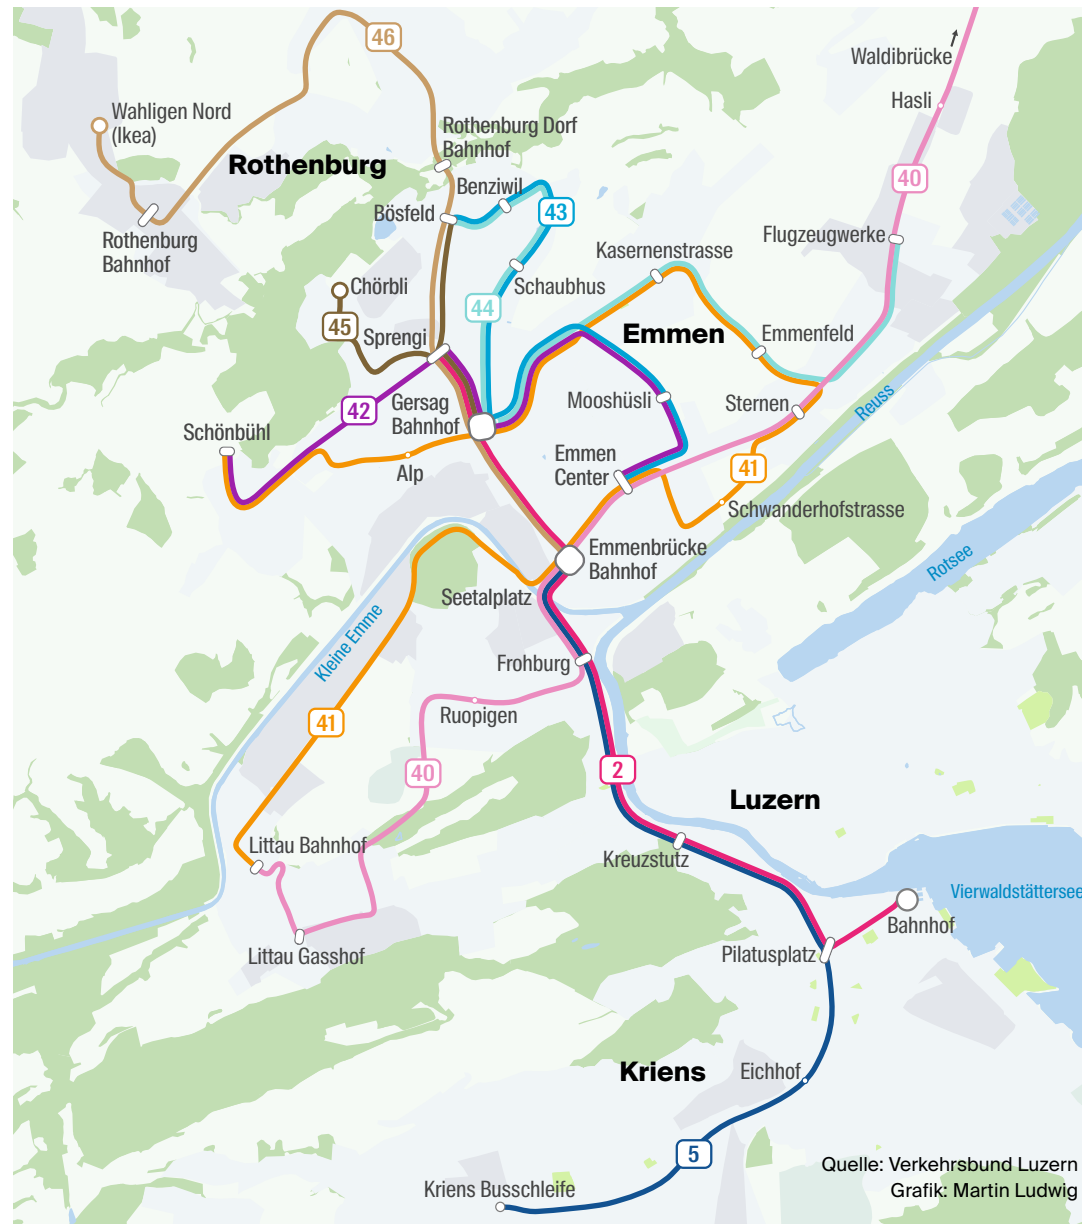 46
Waldibrücke
Hasli
Wahligen Nord
(Ikea)
Rothenburg Dorf
Bahnhof
Rothenburg
40
Benziwil
43
Bösfeld
Rothenburg
Bahnhof
Flugzeugwerke
Kasernenstrasse
Chörbli
Schaubhus
44
45
Sprengi
Emmen
Emmenfeld
42
Gersag
Bahnhof
Mooshüsli
Sternen
Reuss
Schönbühl
Alp
Emmen
Center
41
Schwanderhofstrasse
Emmenbrücke
Bahnhof
Rotsee
Seetalplatz
Kleine Emme
Frohburg
Ruopigen
41
40
2
Luzern
Littau Bahnhof
Kreuzstutz
Vierwaldstättersee
Bahnhof
Littau Gasshof
Pilatusplatz
Kriens
Eichhof
5
Quelle: Verkehrsbund Luzern
Grafik: Martin Ludwig
Kriens Busschleife